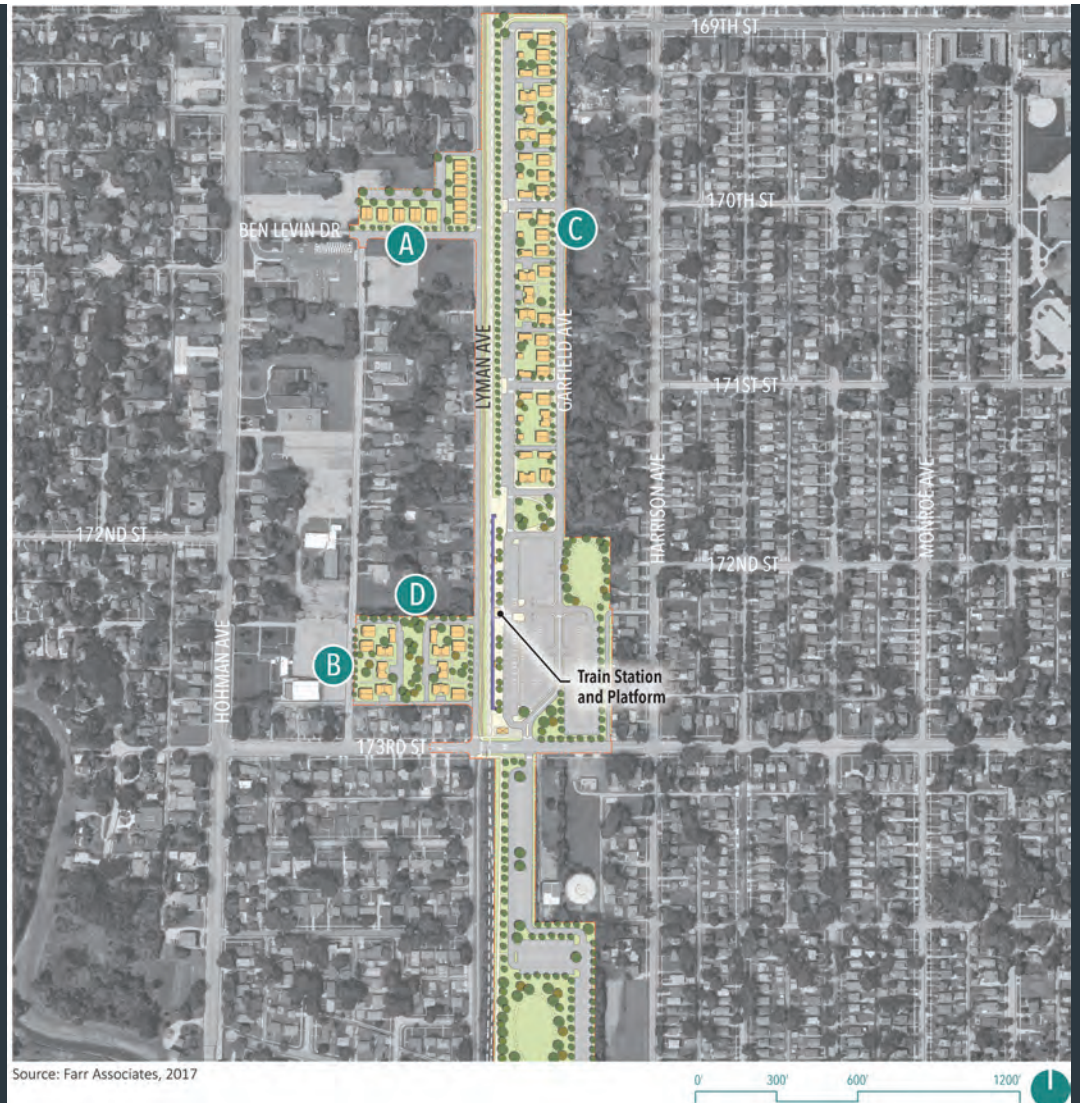 169TH ST
170TH ST
C
BEN LEVIN DR
A
LYMAN AVE
GARFIELD AVE
171ST ST
HARRISON AVE
MONROE AVE
172ND ST
172ND ST
D
B
HOHMAN AVE
Train Station
and Platform
173RD ST
Source: Farr Associates, 2017
0' 300' 600' 1200'